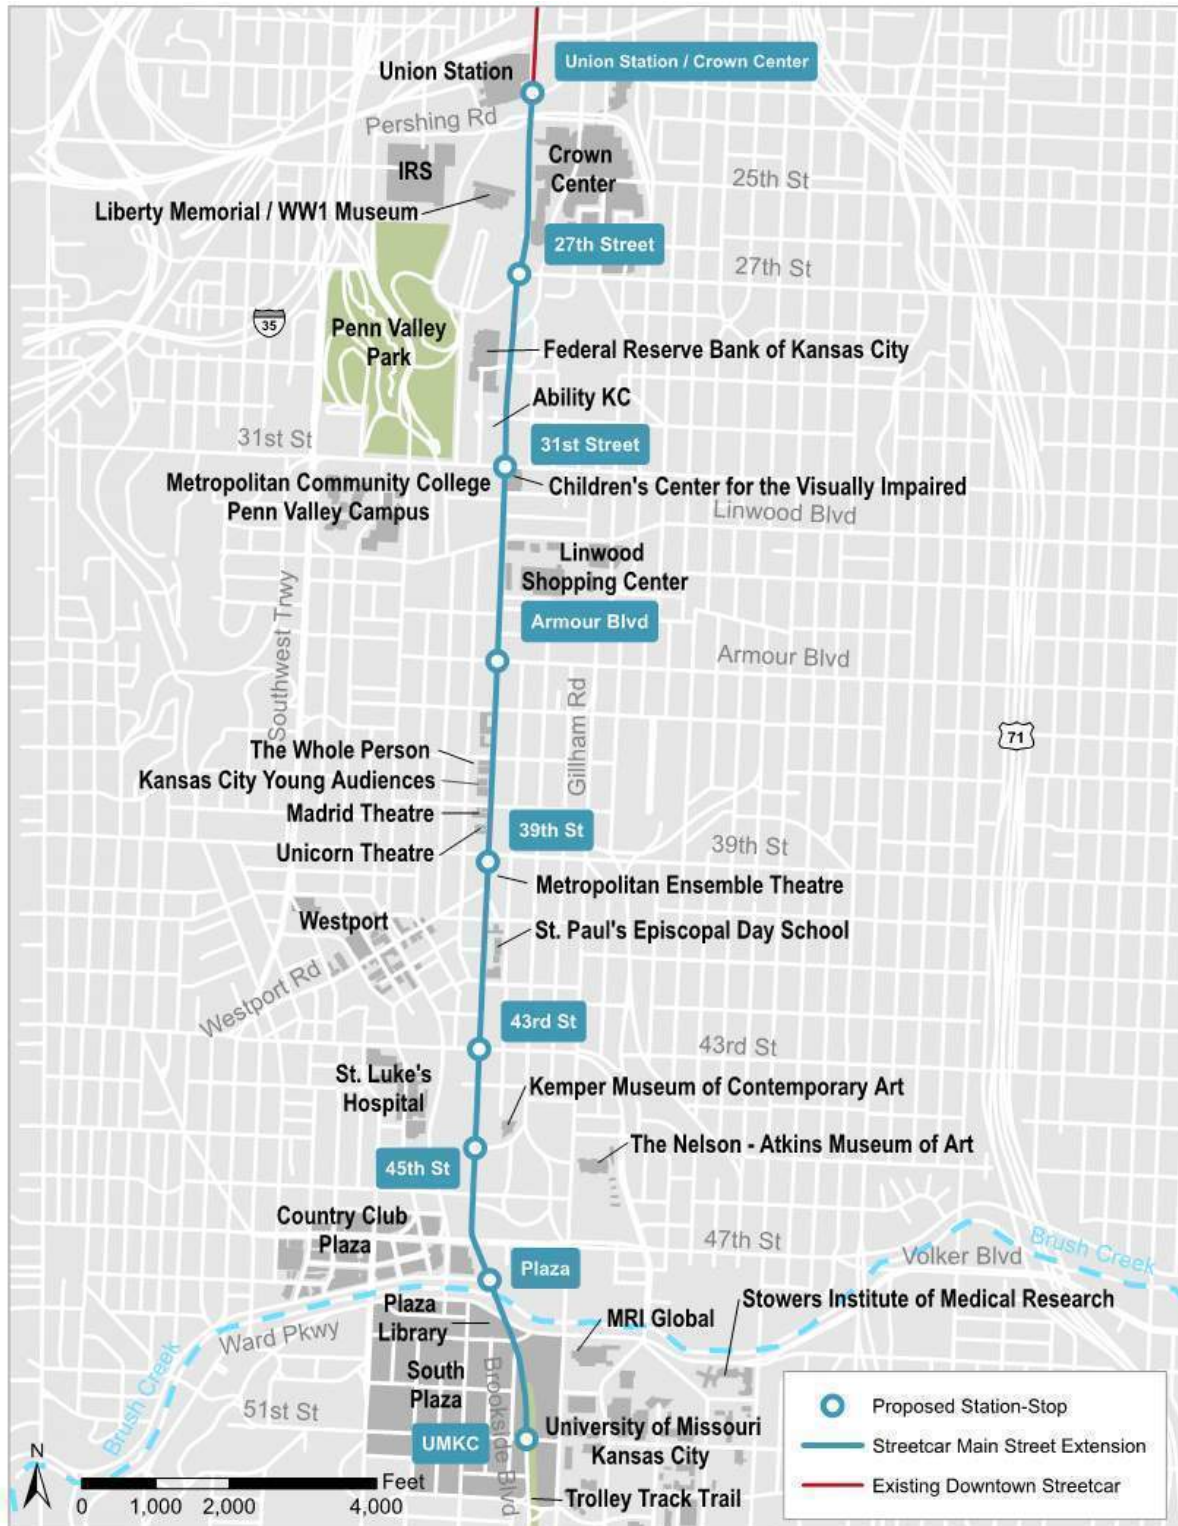 Union Station / Crown Center
Union Station
Pershing Rd
Crown
Center
IRS
25th St
Liberty Memorial / WW1 Museum
27th Street
27th St
35
Penn Valley
Park
Federal Reserve Bank of Kansas City
Ability KC
31st St
31st Street
Metropolitan Community College
Penn Valley Campus
Children's Center for the Visually Impaired
Linwood Blvd
Linwood
Shopping Center
Armour Blvd
Armour Blvd
Southwest Trwy
Gillham Rd
71
The Whole Person
Kansas City Young Audiences
Madrid Theatre
Unicorn Theatre
39th St
39th St
Metropolitan Ensemble Theatre
Westport
St. Paul's Episcopal Day School
Westport Rd
43rd St
43rd St
St. Luke's
Hospital
Kemper Museum of Contemporary Art
The Nelson - Atkins Museum of Art
45th St
Country Club
Plaza
47th St
Volker Blvd
Brush Creek
Plaza
Plaza
Library
Stowers Institute of Medical Research
MRI Global
Ward Pkwy
Brush Creek
South
Plaza
Brookside Blvd
51st St
UMKC
University of Missouri
Kansas City
Trolley Track Trail
N
Feet
0 1,000 2,000 4,000
Proposed Station-Stop
Streetcar Main Street Extension
Existing Downtown Streetcar